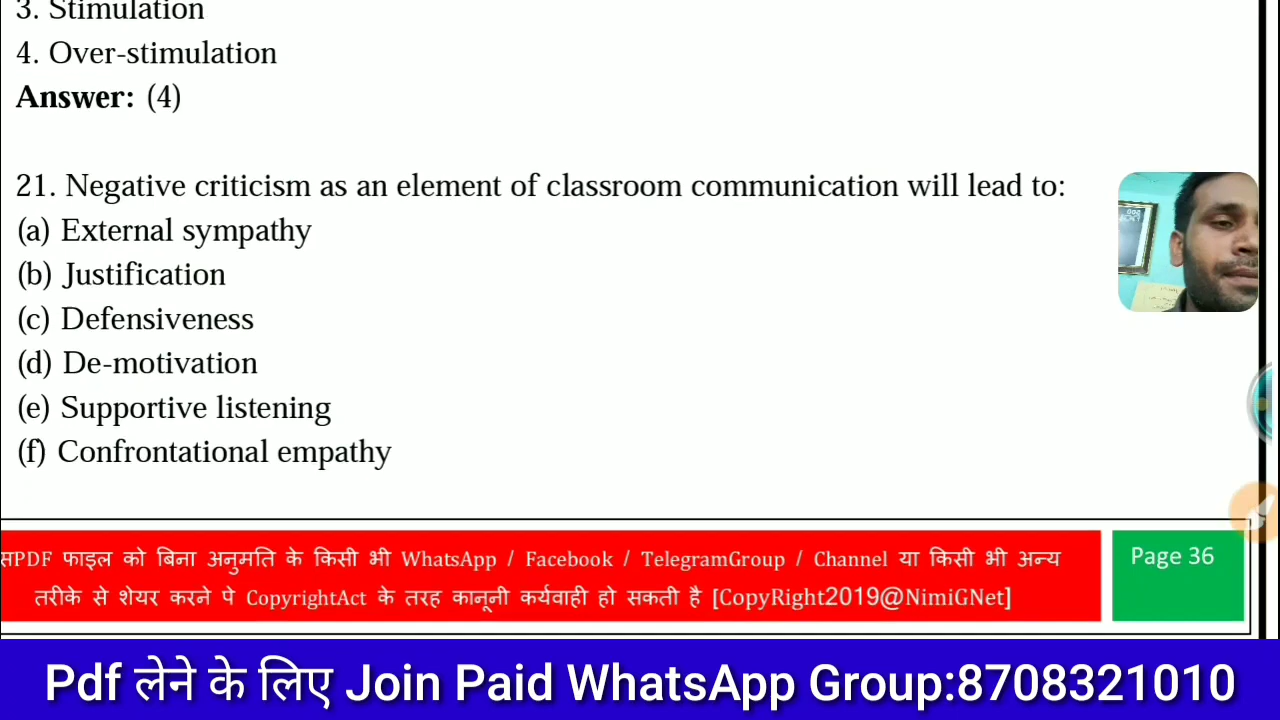 3. Stimulation
4. Over-stimulation
Answer: (4)
21. Negative criticism as an element of classroom communication will lead to:
(a) External sympathy
(b) Justification
(c) Defensiveness
(d) De-motivation
(e) Supportive listening
(f) Confrontational empathy
सPDF फाइल को बिना अनुमति के किसी भी WhatsApp / Facebook / TelegramGroup / Channel या किसी भी अन्य
तरीके से शेयर करने पे CopyrightAct के तरह कानूनी कर्यवाही हो सकती है [CopyRight2019@NimiGNet]
Page 36
Pdf लेने के लिए Join Paid WhatsApp Group:8708321010